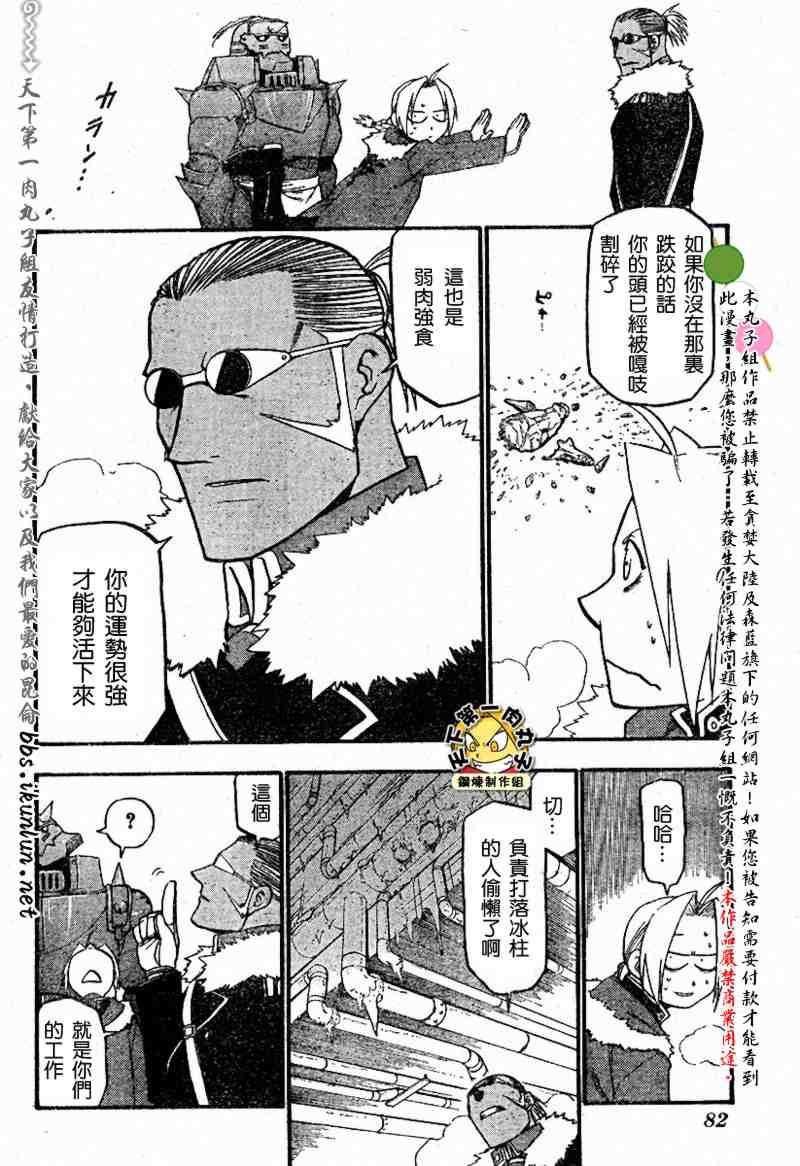 カラン…
如果你沒在那裏
跌跤的話
你的頭已經被嘎吱
割碎了
這也是
弱肉強食
你的運勢很強
才能夠活下來
哈哈…
切…
負責打落冰柱
的人偷懶了啊
這個
?
就是你們
的工作
天下第一肉丸子
鋼煉制作組
82
天下第一肉丸子組友情打造，獻給大家以及我們最愛的昆侖 bbs.ikunlun.net
本丸子組作品禁止轉載至貪婪大陸及森藍旗下的任何網站！如果您被告知需要付款才能看到
此漫畫，那麼您被騙了…若發生任何法律問題本丸子組一慨不負責！本作品嚴禁商業用途。